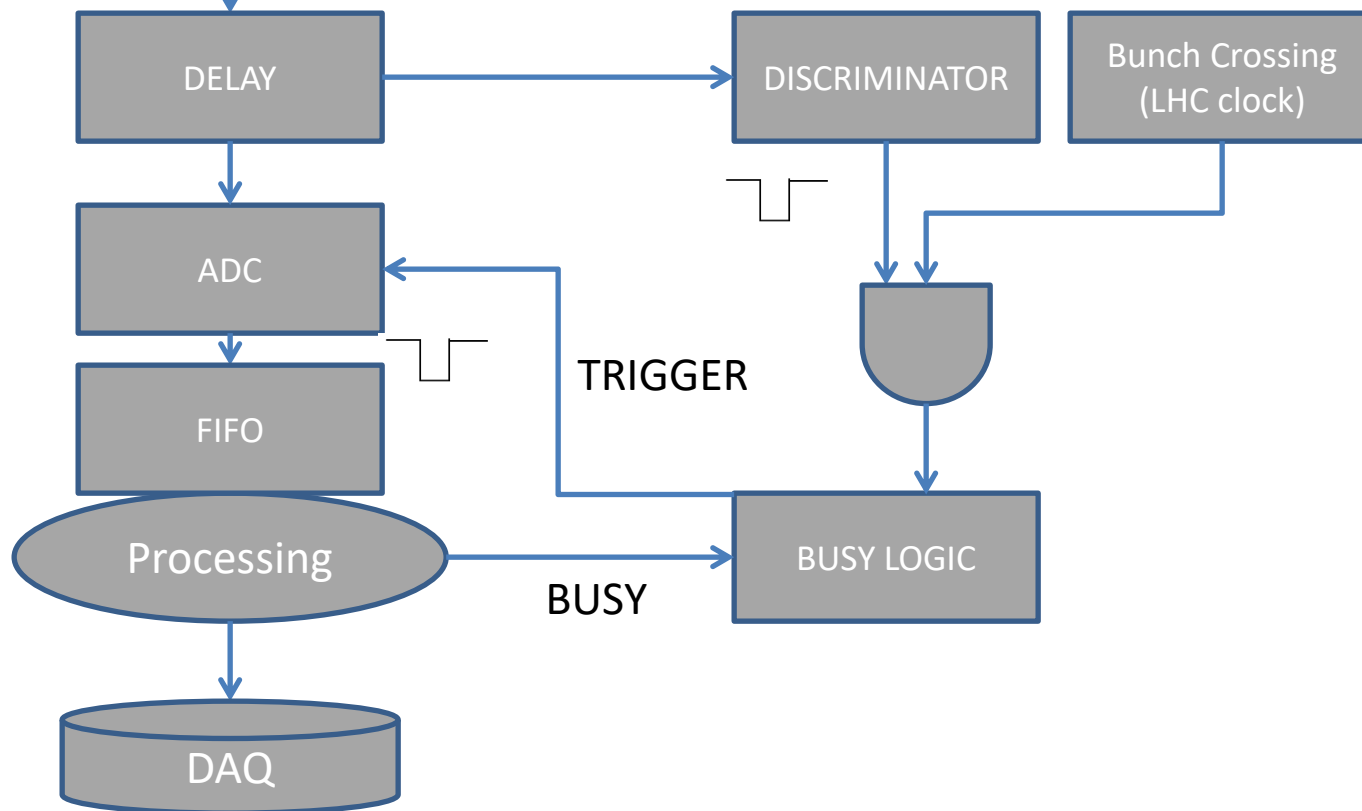 DELAY
DISCRIMINATOR
Bunch Crossing
(LHC clock)
ADC
TRIGGER
FIFO
Processing
BUSY LOGIC
BUSY
DAQ